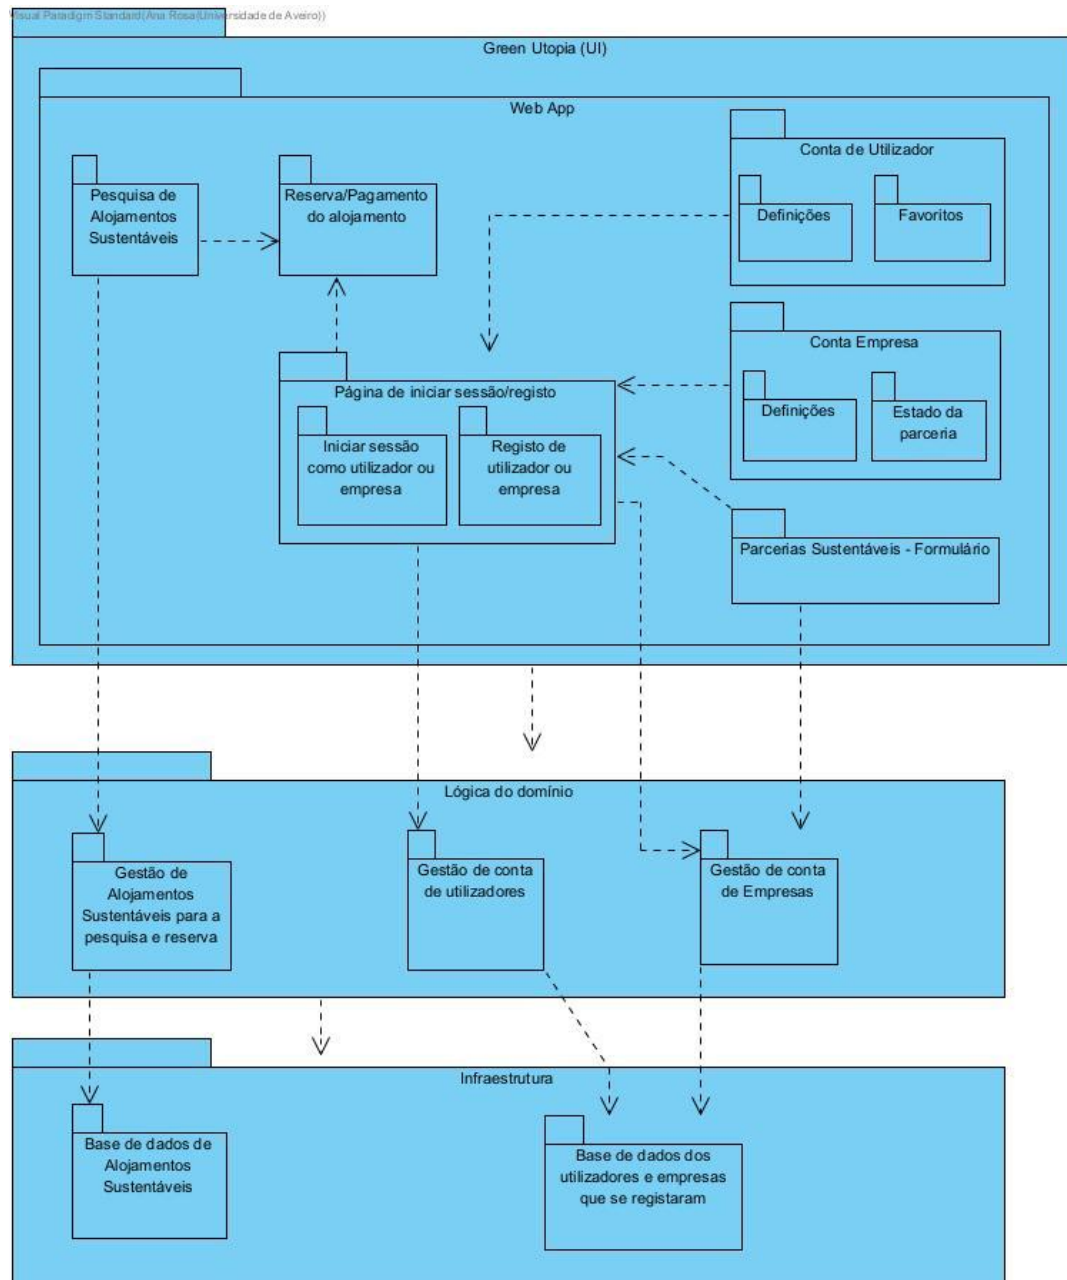 Visual Paradigm Standard(Ana Rosa(Universidade de Aveiro))
Green Utopia (UI)
Web App
Pesquisa de
Alojamentos
Sustentáveis
Reserva/Pagamento
do alojamento
Conta de Utilizador
Definições
Favoritos
Conta Empresa
Definições
Estado da
parceria
Página de iniciar sessão/registo
Iniciar sessão
como utilizador ou
empresa
Registo de
utilizador ou
empresa
Parcerias Sustentáveis - Formulário
Lógica do domínio
Gestão de
Alojamentos
Sustentáveis para a
pesquisa e reserva
Gestão de conta
de utilizadores
Gestão de conta
de Empresas
Infraestrutura
Base de dados de
Alojamentos
Sustentáveis
Base de dados dos
utilizadores e empresas
que se registaram